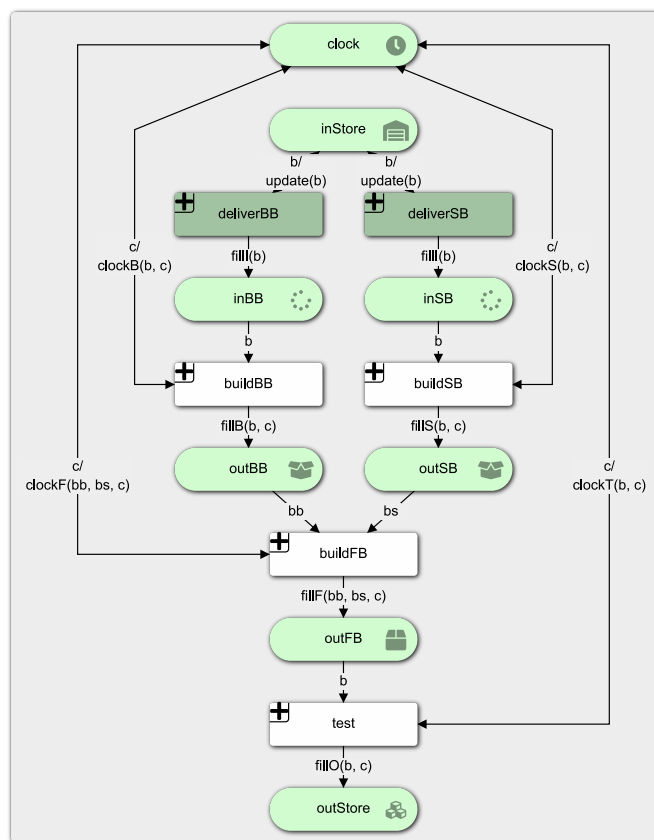 clock
inStore
b/
update(b)
b/
update(b)
deliverBB
deliverSB
c/
clockB(b, c)
fillI(b)
fillI(b)
c/
clockS(b, c)
inBB
inSB
b
b
buildBB
buildSB
fillB(b, c)
fillS(b, c)
c/
clockF(bb, bs, c)
outBB
outSB
c/
clockT(b, c)
bb
bs
buildFB
fillF(bb, bs, c)
outFB
b
test
fillO(b, c)
outStore